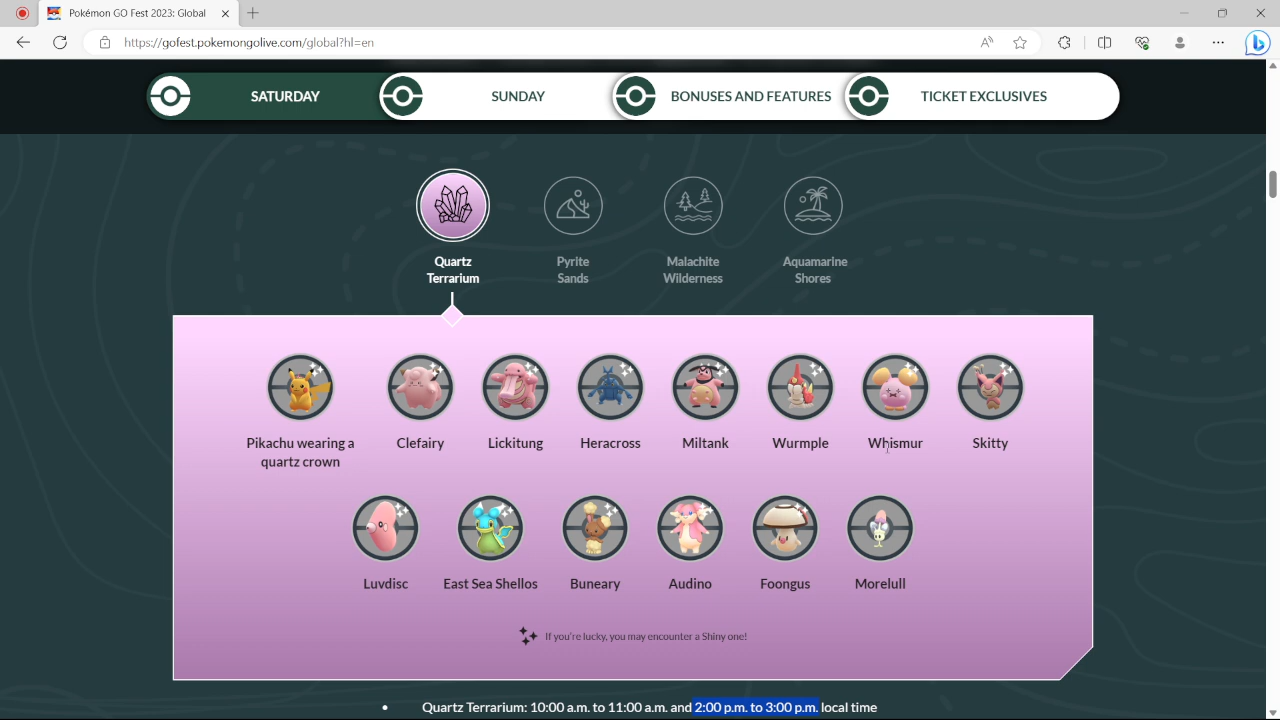 Pokémon GO Fest 2023: Global
https://gofest.pokemongolive.com/global?hl=en
SATURDAY
SUNDAY
BONUSES AND FEATURES
TICKET EXCLUSIVES
Quartz
Terrarium
Pyrite
Sands
Malachite
Wilderness
Aquamarine
Shores
Pikachu wearing a
quartz crown
Clefairy
Lickitung
Heracross
Miltank
Wurmple
Whismur
Skitty
Luvdisc
East Sea Shellos
Buneary
Audino
Foongus
Morelull
If you're lucky, you may encounter a Shiny one!
• Quartz Terrarium: 10:00 a.m. to 11:00 a.m. and 2:00 p.m. to 3:00 p.m. local time